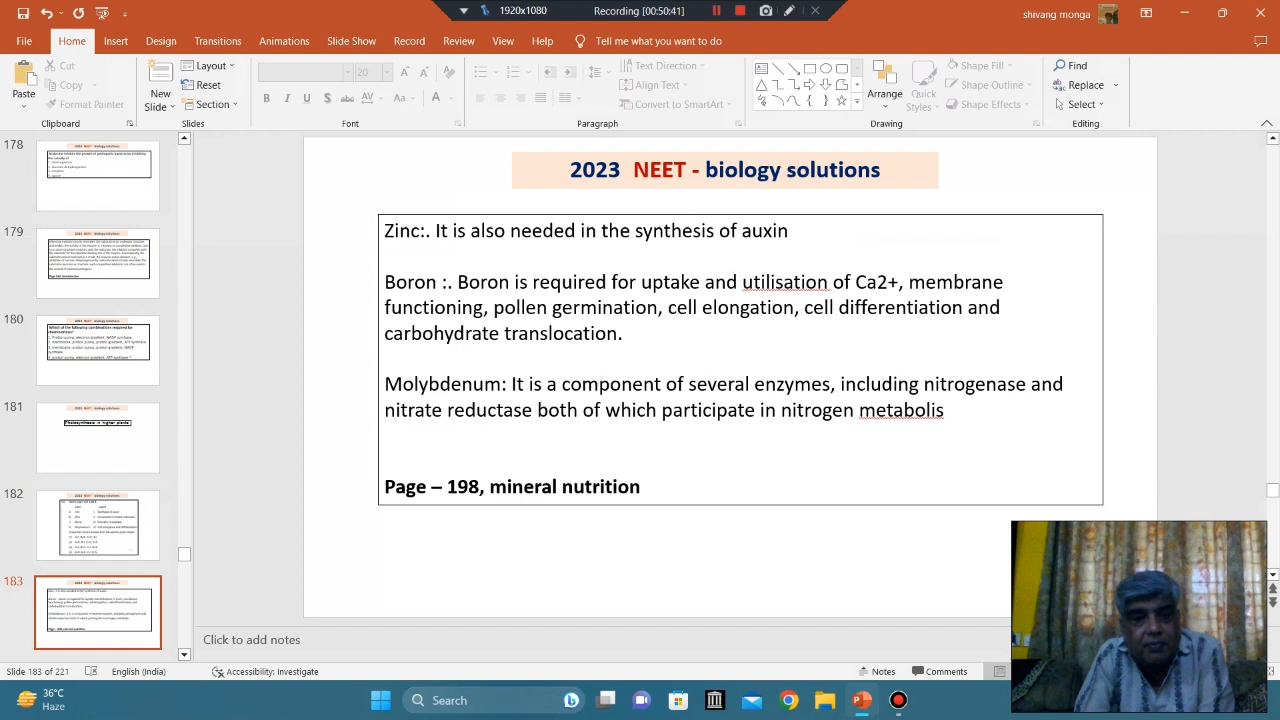 1920x1080 Recording [00:50:41] shivang monga
File Home Insert Design Transitions Animations Slide Show Record Review View Help Tell me what you want to do
Paste Cut Copy Format Painter
New Slide Layout Reset Section
20
Text Direction Align Text Convert to SmartArt
Arrange Quick Styles Shape Fill Shape Outline Shape Effects
Find Replace Select
Clipboard Slides Font Paragraph Drawing Editing
178
179
180
181
Photosynthesis in higher plants
182
183
2023 NEET - biology solutions
Zinc:. It is also needed in the synthesis of auxin
Boron :. Boron is required for uptake and utilisation of Ca2+, membrane
functioning, pollen germination, cell elongation, cell differentiation and
carbohydrate translocation.
Molybdenum: It is a component of several enzymes, including nitrogenase and
nitrate reductase both of which participate in nitrogen metabolis
Page – 198, mineral nutrition
Click to add notes
Slide 183 of 221 English (India) Accessibility: Investigate Notes Comments
36°C
Haze
Search